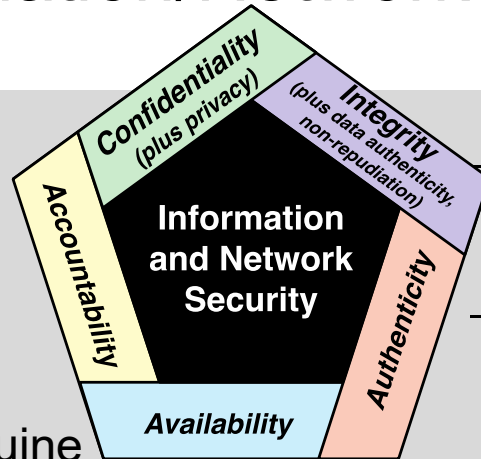 Confidentiality
(plus privacy)
Integrity
(plus data authenticity,
non-repudiation)
Accountability
Information
and Network
Security
Authenticity
Availability
uine